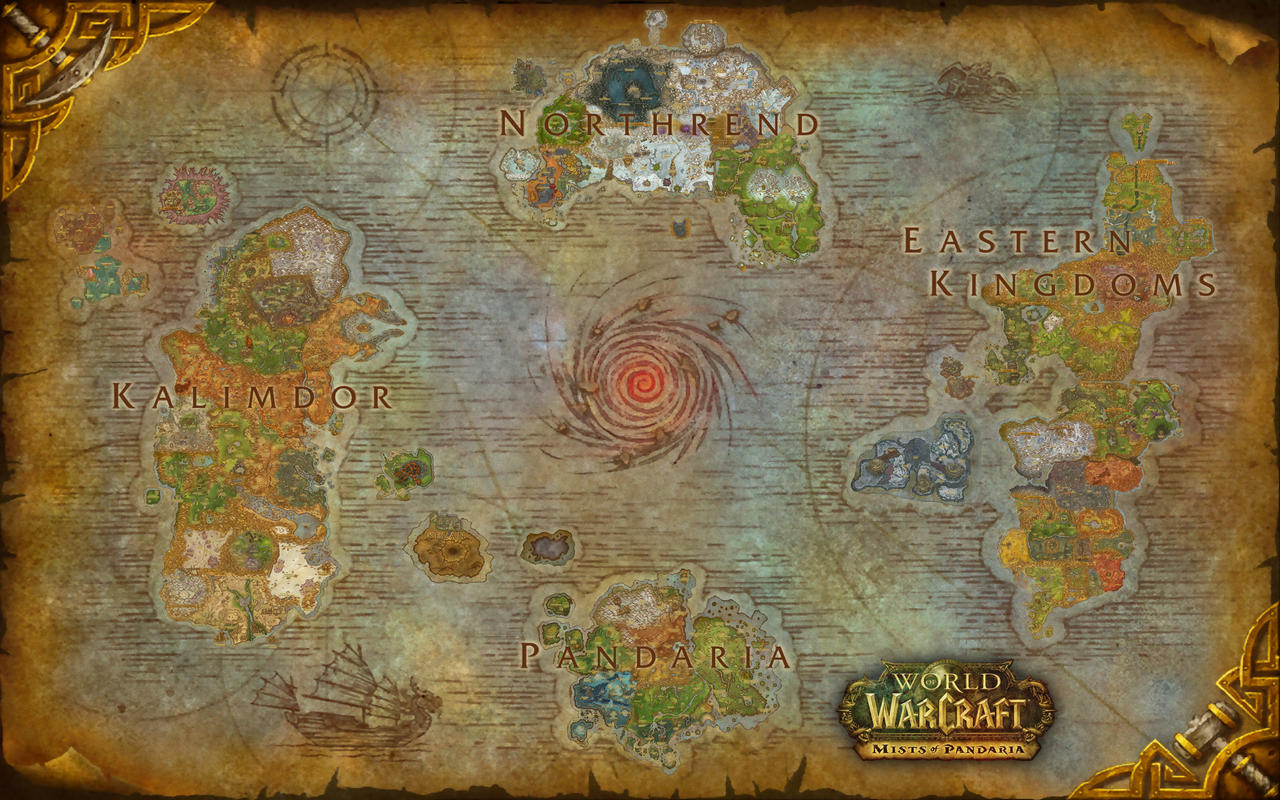 NORTHREND
EASTERN
KINGDOMS
KALIMDOR
PANDARIA
WORLD
OF
WARCRAFT
MISTS of PANDARIA